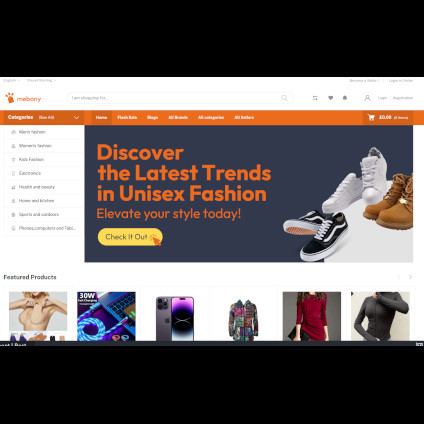 English
Become a Seller !
Login to Seller
mebany
I am shopping for...
Login
Registration
Categories (See All)
Home
Flash Sale
Blogs
All Brands
All categories
All Sellers
£0.00 (0 Items)
Men's fashion
Women's fashion
Kids Fashion
Electronics
Health and beauty
Home and kitchen
Sports and outdoors
Phones,computers and Tabl...
Discover
the Latest Trends
in Unisex Fashion
Elevate your style today!
Check It Out
Featured Products
30W